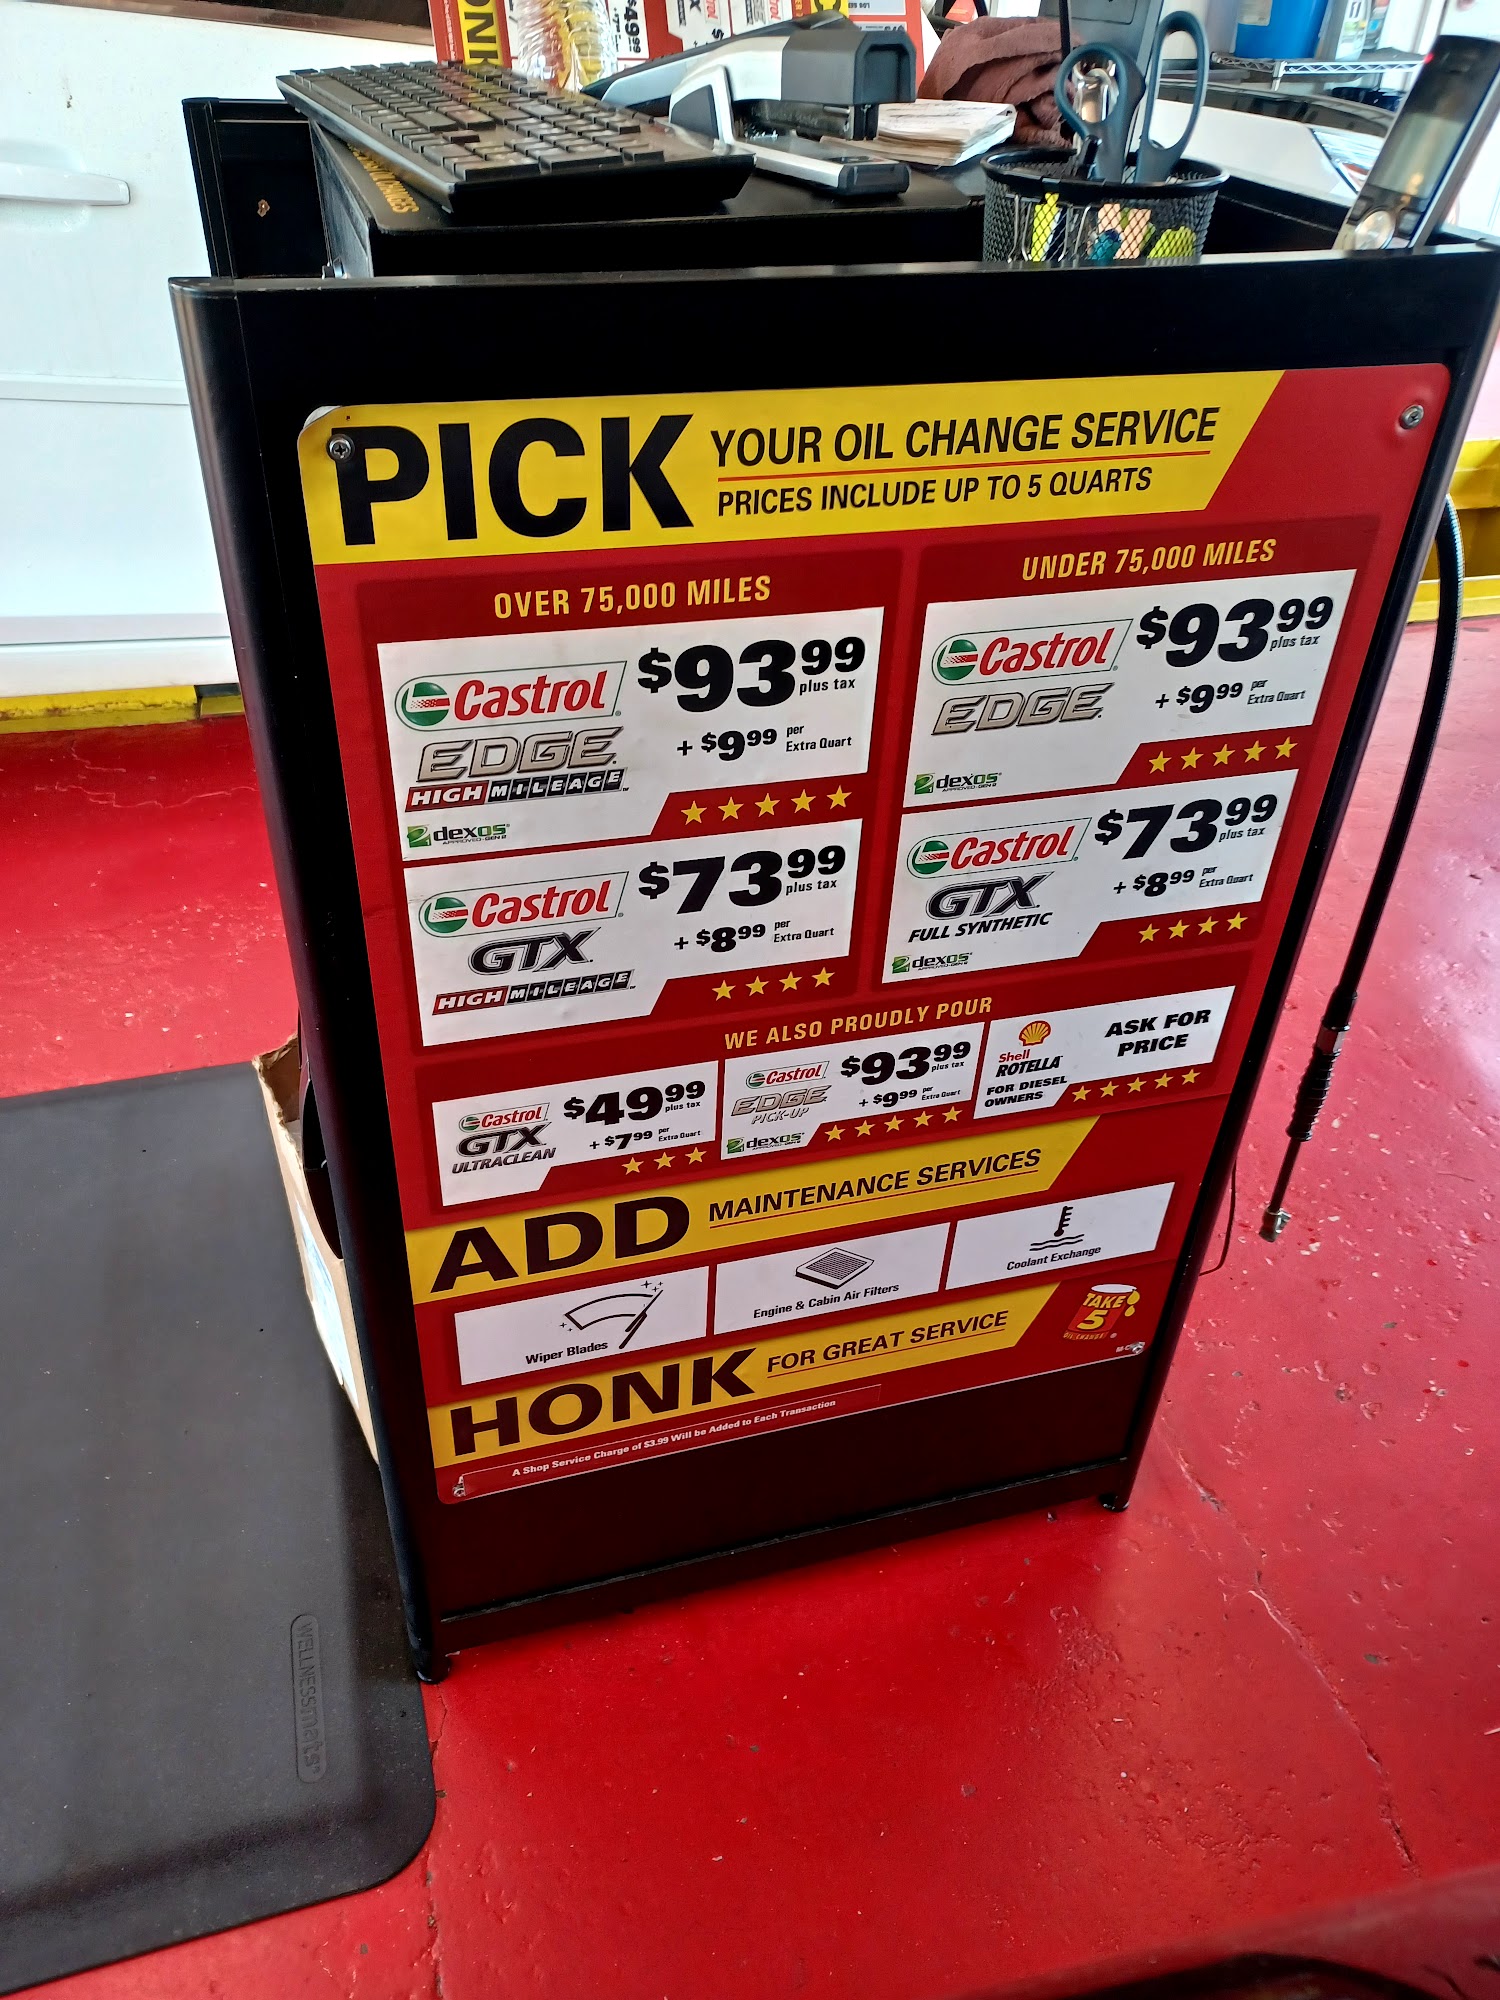 PICK
YOUR OIL CHANGE SERVICE
PRICES INCLUDE UP TO 5 QUARTS
OVER 75,000 MILES
Castrol
EDGE
HIGH MILEAGE
dexos
$93.99
plus tax
+ $9.99 per Extra Quart
Castrol
GTX
HIGH MILEAGE
$73.99
plus tax
+ $8.99 per Extra Quart
UNDER 75,000 MILES
Castrol
EDGE
dexos
$93.99
plus tax
+ $9.99 per Extra Quart
Castrol
GTX
FULL SYNTHETIC
dexos
$73.99
plus tax
+ $8.99 per Extra Quart
WE ALSO PROUDLY POUR
Castrol
GTX
ULTRACLEAN
$49.99
plus tax
+ $7.99 per Extra Quart
Castrol
EDGE
PICK-UP
dexos
$93.99
plus tax
+ $9.99 per Extra Quart
Shell
ROTELLA
FOR DIESEL
OWNERS
ASK FOR
PRICE
ADD MAINTENANCE SERVICES
Wiper Blades
Engine & Cabin Air Filters
Coolant Exchange
HONK FOR GREAT SERVICE
TAKE
5
OIL CHANGE
A Shop Service Charge of $3.99 Will be Added to Each Transaction
WELLNESSmats